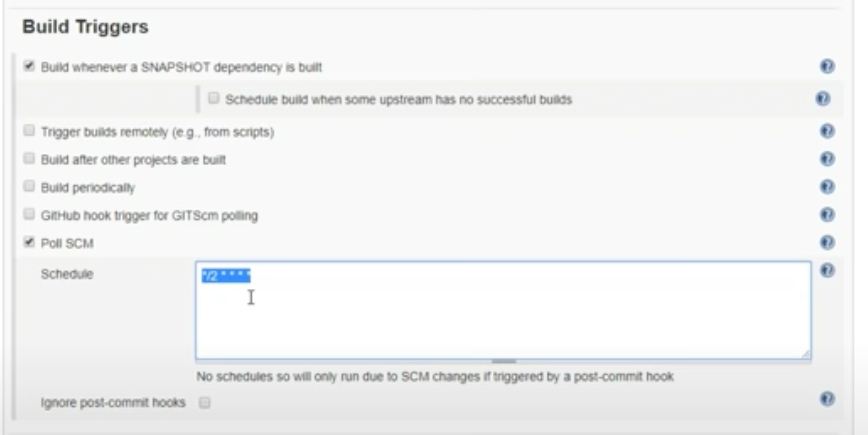 Build Triggers
Build whenever a SNAPSHOT dependency is built
Schedule build when some upstream has no successful builds
Trigger builds remotely (e.g., from scripts)
Build after other projects are built
Build periodically
GitHub hook trigger for GITScm polling
Poll SCM
Schedule
*/2 * * * *
No schedules so will only run due to SCM changes if triggered by a post-commit hook
Ignore post-commit hooks